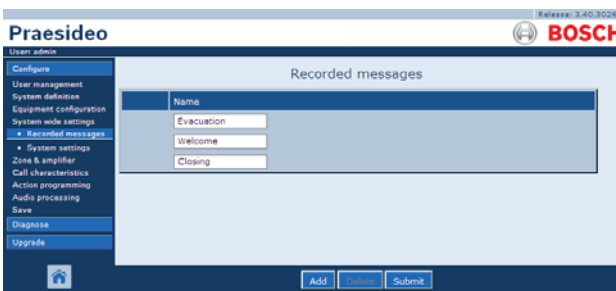 Release: 3.40.3026
Praesideo
BOSCH
User: admin
Configure
User management
System definition
Equipment configuration
System wide settings
• Recorded messages
• System settings
Zone & amplifier
Call characteristics
Action programming
Audio processing
Save
Diagnose
Upgrade
Recorded messages
Name
Evacuation
Welcome
Closing
Add Delete Submit